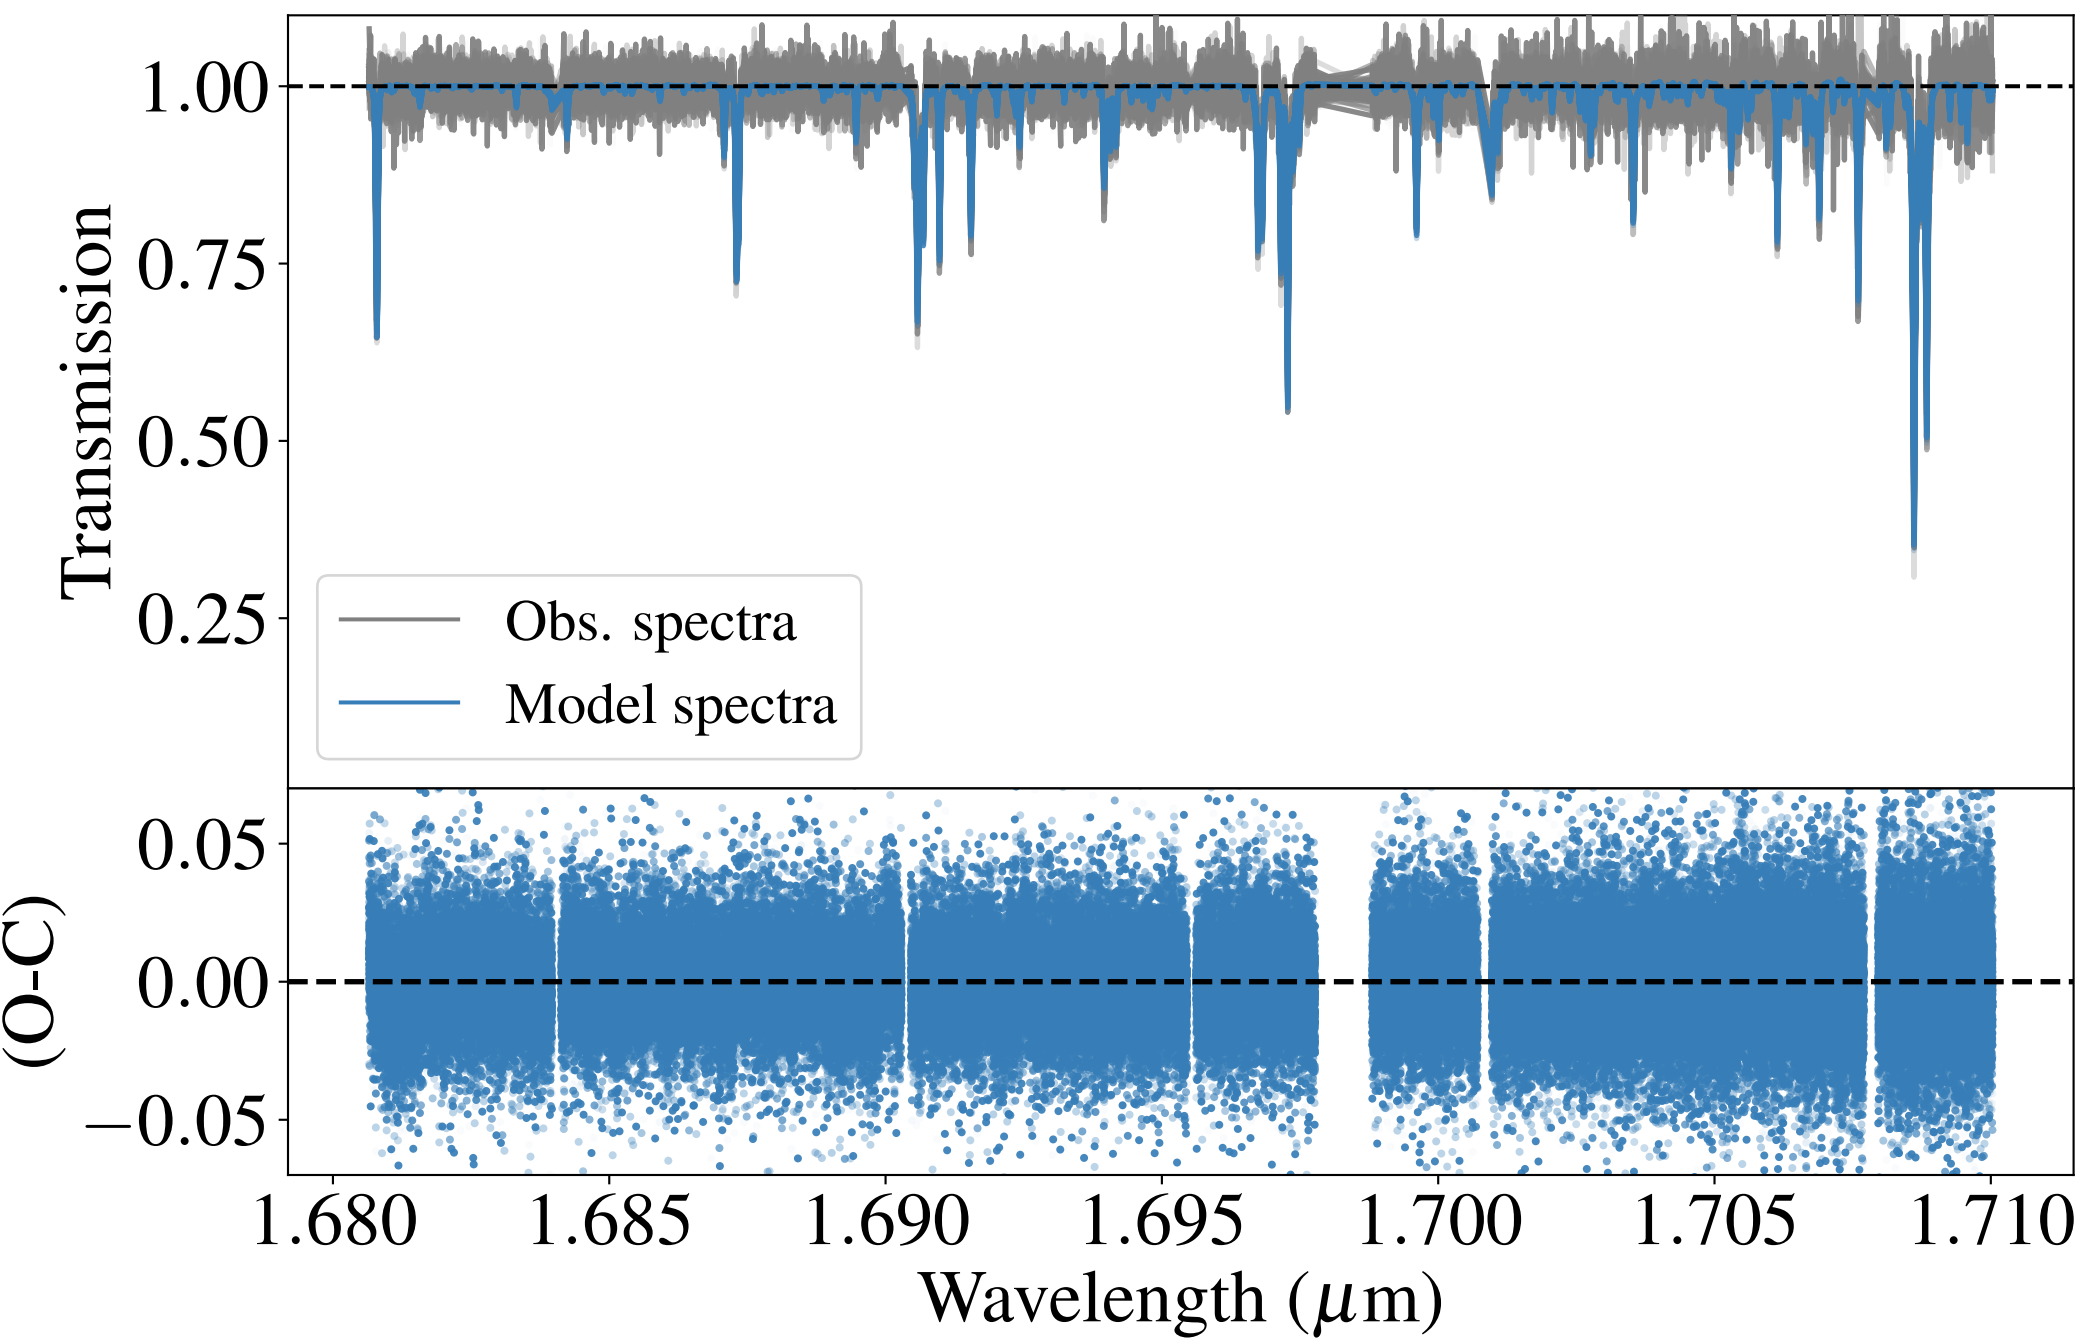 Transmission
1.00
0.75
0.50
0.25
Obs. spectra
Model spectra
(O-C)
0.05
0.00
−0.05
1.680 1.685 1.690 1.695 1.700 1.705 1.710
Wavelength (μm)